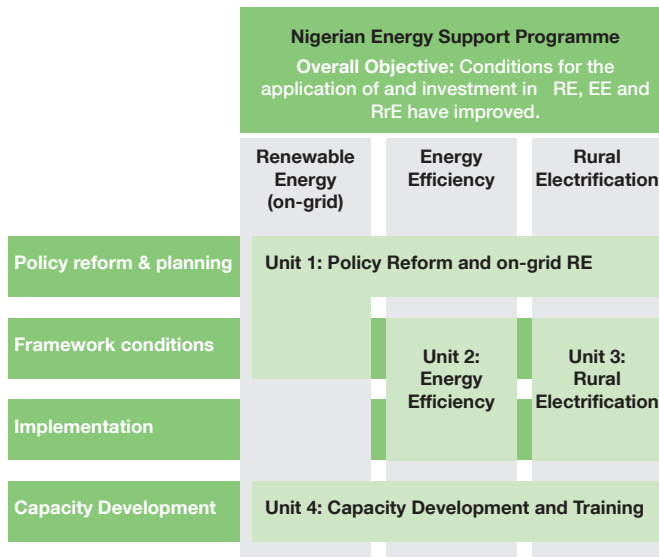 Nigerian Energy Support Programme
Overall Objective: Conditions for the
application of and investment in RE, EE and
RrE have improved.
Renewable
Energy
(on-grid)
Energy
Efficiency
Rural
Electrification
Policy reform & planning
Unit 1: Policy Reform and on-grid RE
Framework conditions
Unit 2:
Energy
Efficiency
Unit 3:
Rural
Electrification
Implementation
Capacity Development
Unit 4: Capacity Development and Training